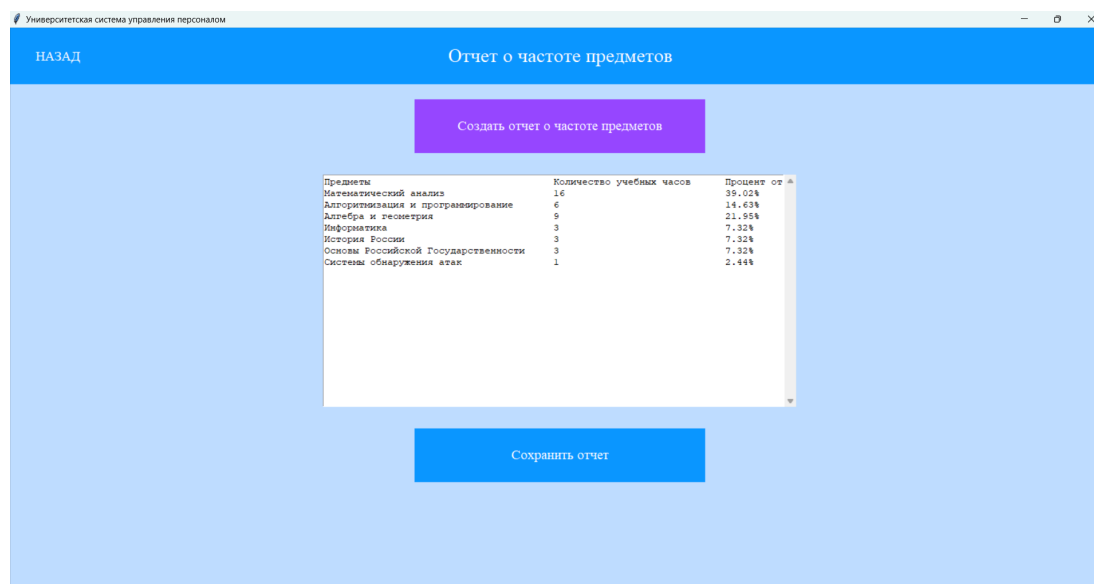 Университетская система управления персоналом
НАЗАД Отчет о частоте предметов
Создать отчет о частоте предметов
Предметы Количество учебных часов Процент от
Математический анализ 16 39.02%
Алгоритмизация и программирование 6 14.63%
Алгебра и геометрия 9 21.95%
Информатика 3 7.32%
История России 3 7.32%
Основы Российской Государственности 3 7.32%
Системы обнаружения атак 1 2.44%
Сохранить отчет